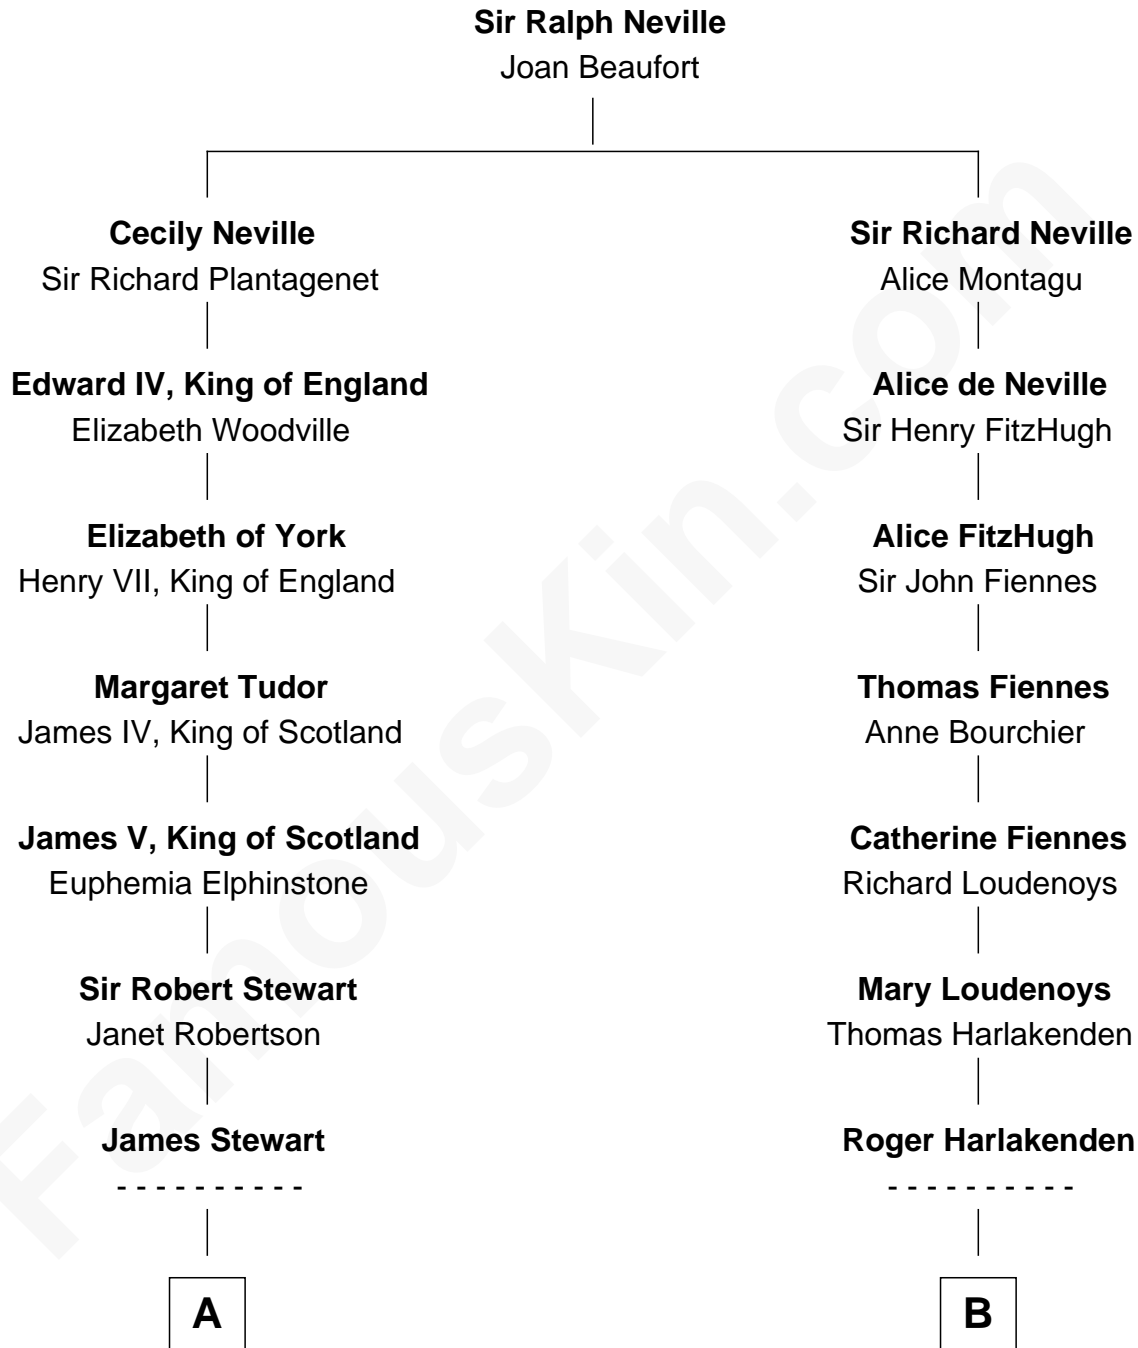 Sir Ralph Neville
Joan Beaufort
Cecily Neville
Sir Richard Plantagenet
Sir Richard Neville
Alice Montagu
Edward IV, King of England
Elizabeth Woodville
Alice de Neville
Sir Henry FitzHugh
Elizabeth of York
Henry VII, King of England
Alice FitzHugh
Sir John Fiennes
Margaret Tudor
James IV, King of Scotland
Thomas Fiennes
Anne Bourchier
James V, King of Scotland
Euphemia Elphinstone
Catherine Fiennes
Richard Loudenoys
Sir Robert Stewart
Janet Robertson
Mary Loudenoys
Thomas Harlakenden
James Stewart
- - - - - - - - - -
Roger Harlakenden
- - - - - - - - - -
A
B
FamousKin.com